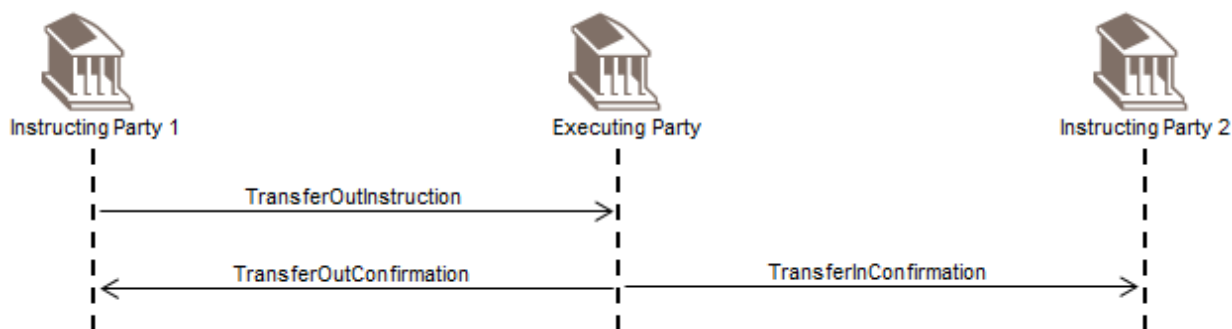 Instructing Party 1
Executing Party
Instructing Party 2
TransferOutInstruction
TransferOutConfirmation
TransferInConfirmation